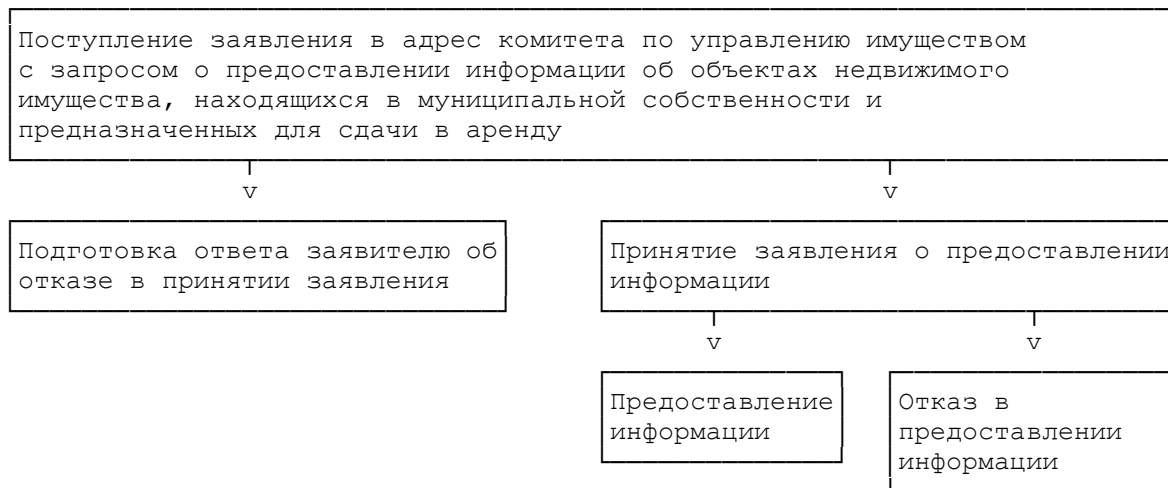 Поступление заявления в адрес комитета по управлению имуществом
с запросом о предоставлении информации об объектах недвижимого
имущества, находящихся в муниципальной собственности и
предназначенных для сдачи в аренду
v
v
Подготовка ответа заявителю об
отказе в принятии заявления
Принятие заявления о предоставлении
информации
v
v
Предоставление
информации
Отказ в
предоставлении
информации